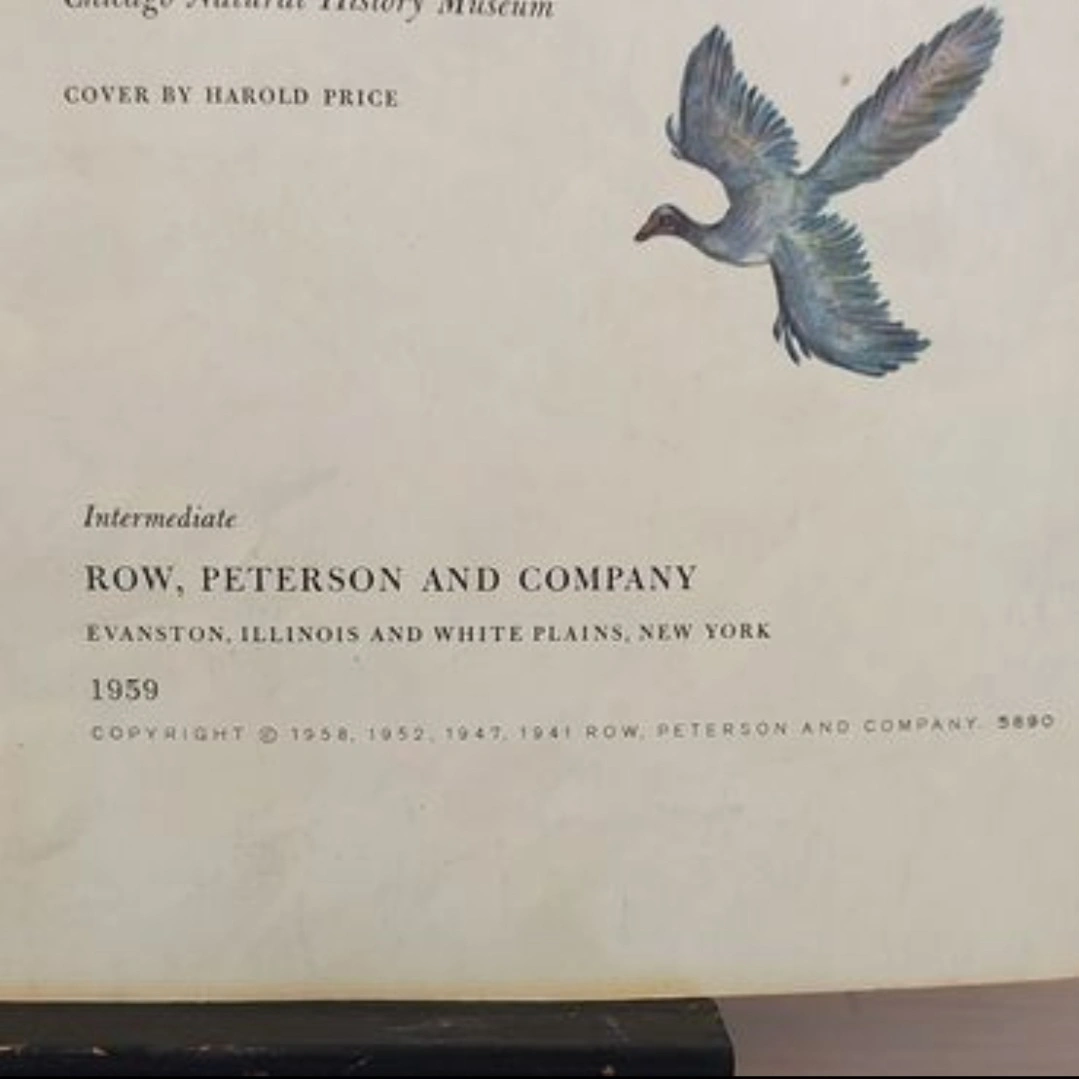 Chicago Natural History Museum
COVER BY HAROLD PRICE
Intermediate
ROW, PETERSON AND COMPANY
EVANSTON, ILLINOIS AND WHITE PLAINS, NEW YORK
1959
COPYRIGHT © 1958, 1952, 1947, 1941 ROW, PETERSON AND COMPANY. 5890